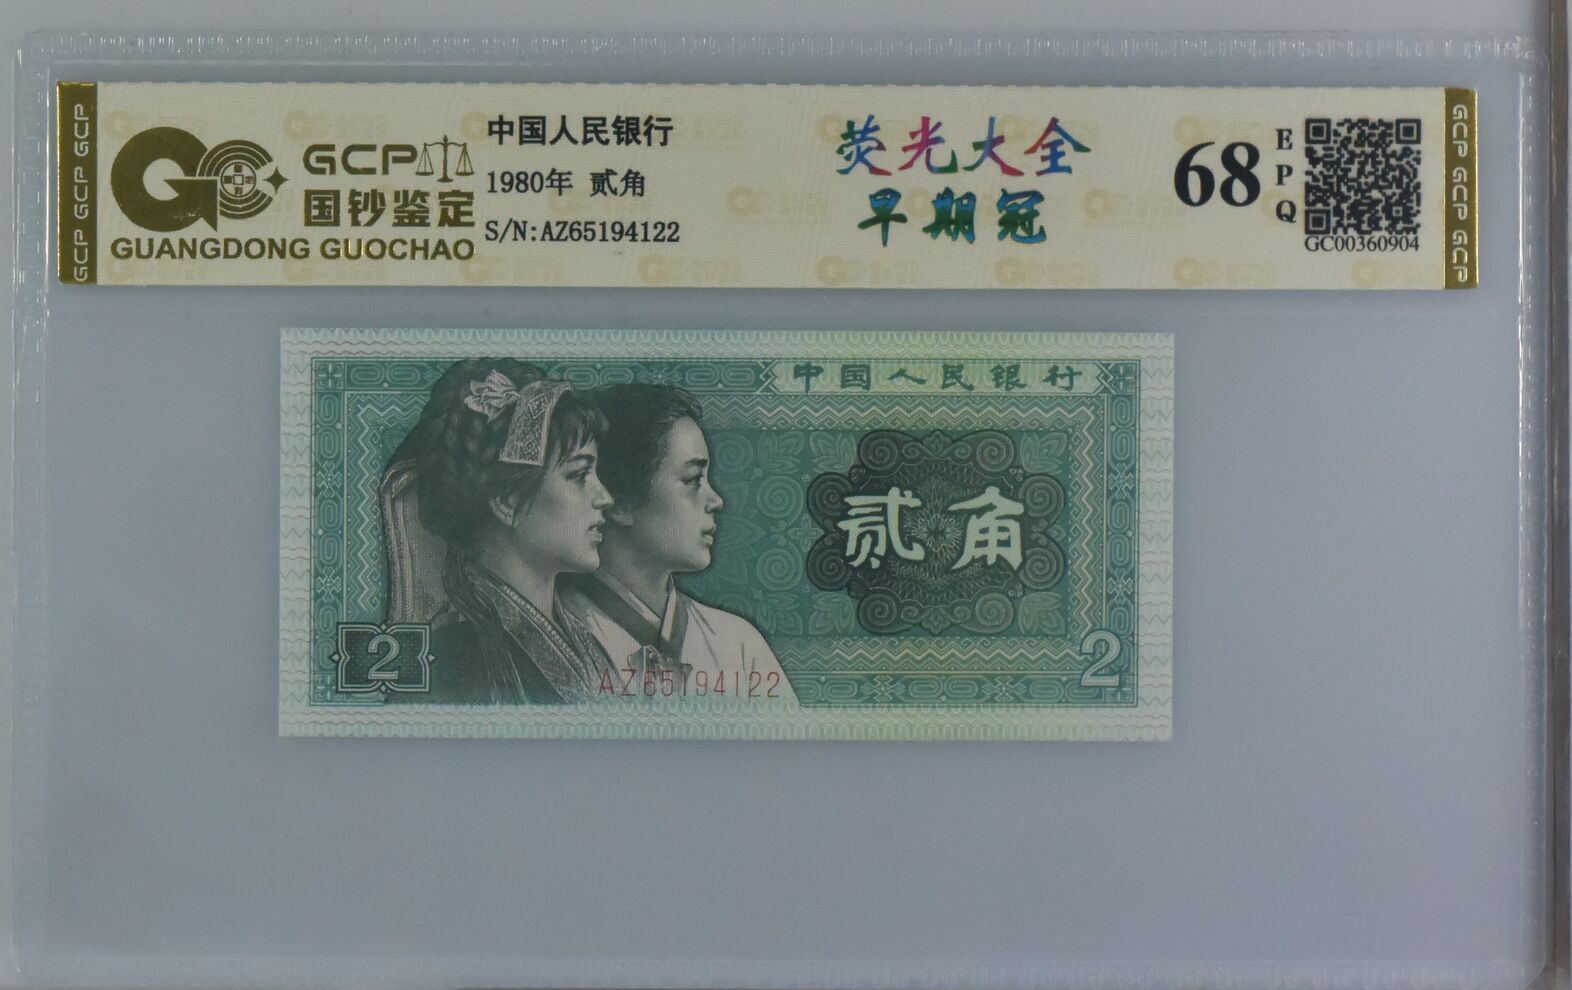 GCP GCP GCP
GCP
国钞鉴定
GUANGDONG GUOCHAO
中国人民银行
1980年 贰角
S/N:AZ65194122
荧光大全
早期冠
68
EPQ
GC00360904
GCP GCP GCP
中国人民银行
贰角
2
2
AZ65194122